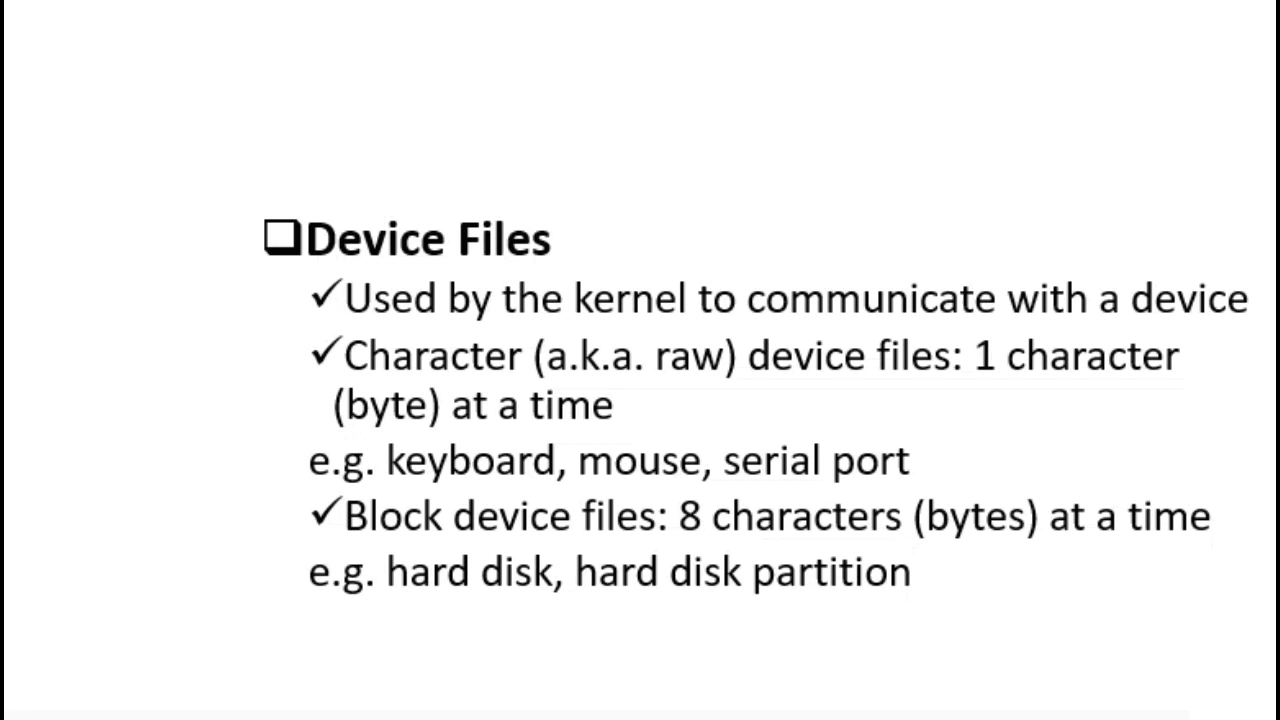 ❑Device Files
✓Used by the kernel to communicate with a device
✓Character (a.k.a. raw) device files: 1 character
(byte) at a time
e.g. keyboard, mouse, serial port
✓Block device files: 8 characters (bytes) at a time
e.g. hard disk, hard disk partition